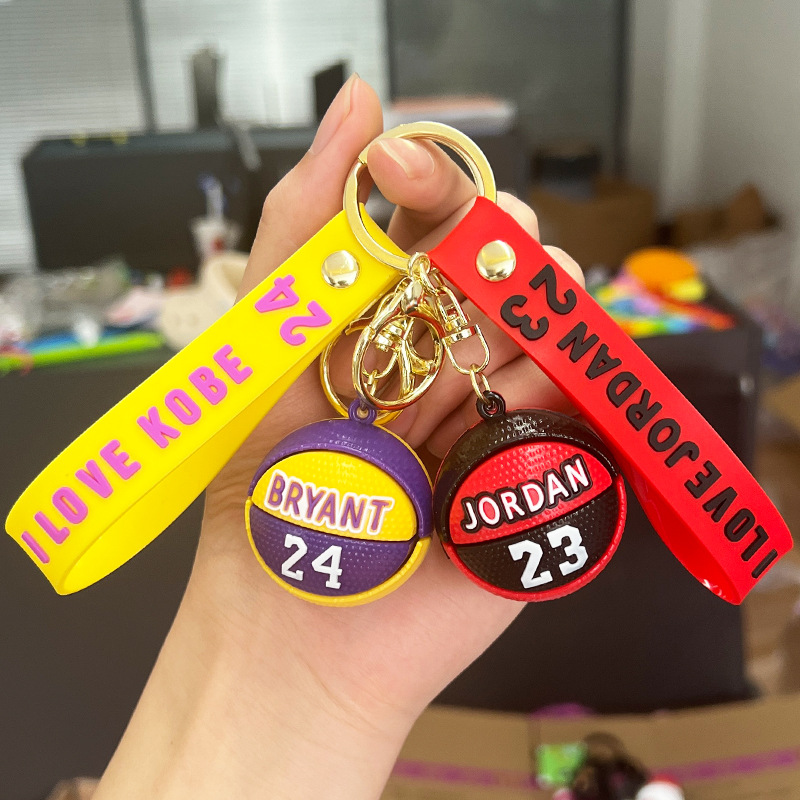 I LOVE KOBE 24
I LOVE JORDAN 23
BRYANT
24
JORDAN
23